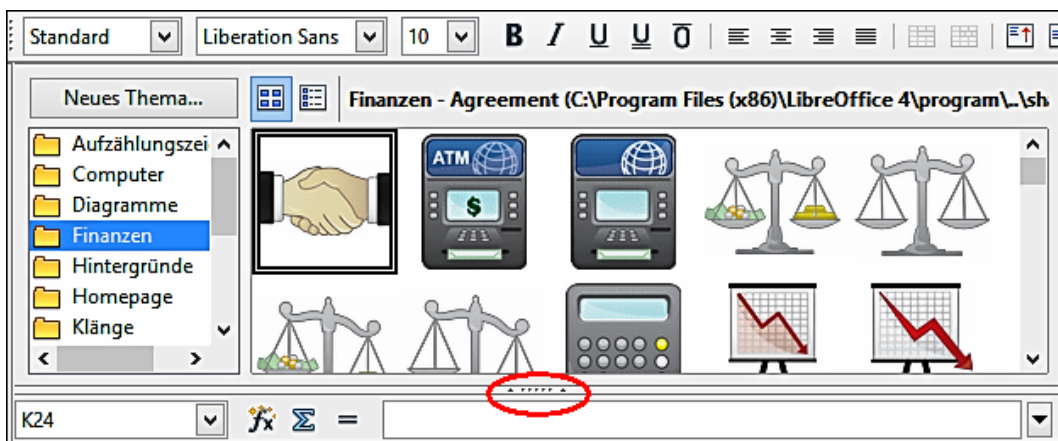 Standard Liberation Sans 10 B I U U O
Neues Thema... Finanzen - Agreement (C:\Program Files (x86)\LibreOffice 4\program\..\sh
Aufzählungszei
Computer
Diagramme
Finanzen
Hintergründe
Homepage
Klänge
ATM
$
K24 fx Σ =